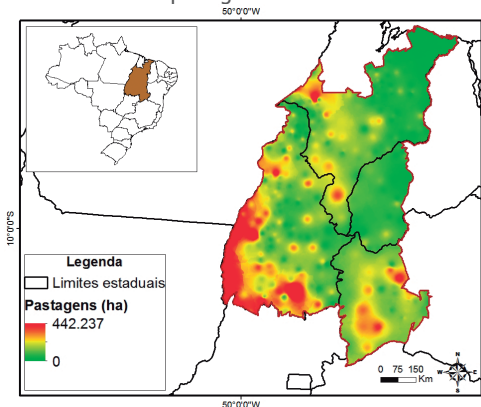 50°0'0"W
10°0'0"S
Legenda
Limites estaduais
Pastagens (ha)
442.237
0
N
W
E
S
0 75 150
Km
50°0'0"W